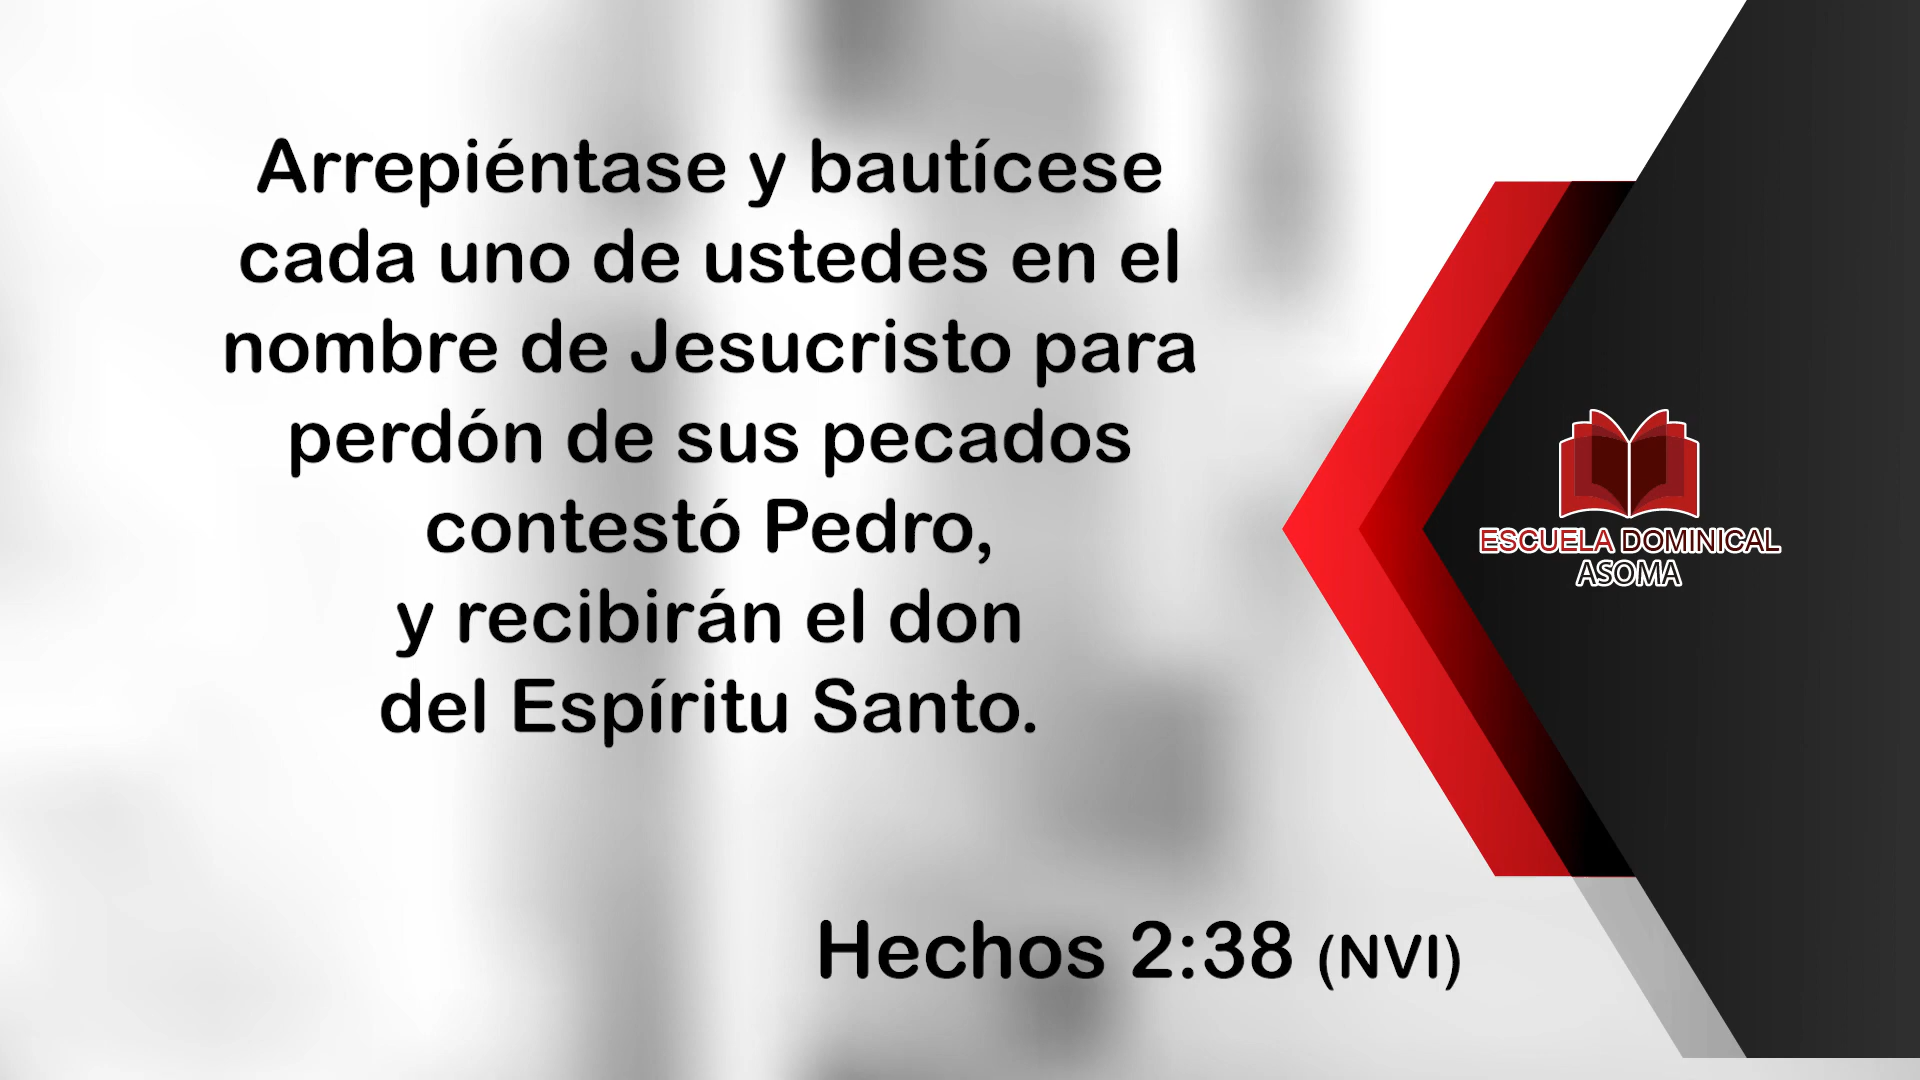 Arrepiéntase y bautícese
cada uno de ustedes en el
nombre de Jesucristo para
perdón de sus pecados
contestó Pedro,
y recibirán el don
del Espíritu Santo.
Hechos 2:38 (NVI)
ESCUELA DOMINICAL
ASOMA